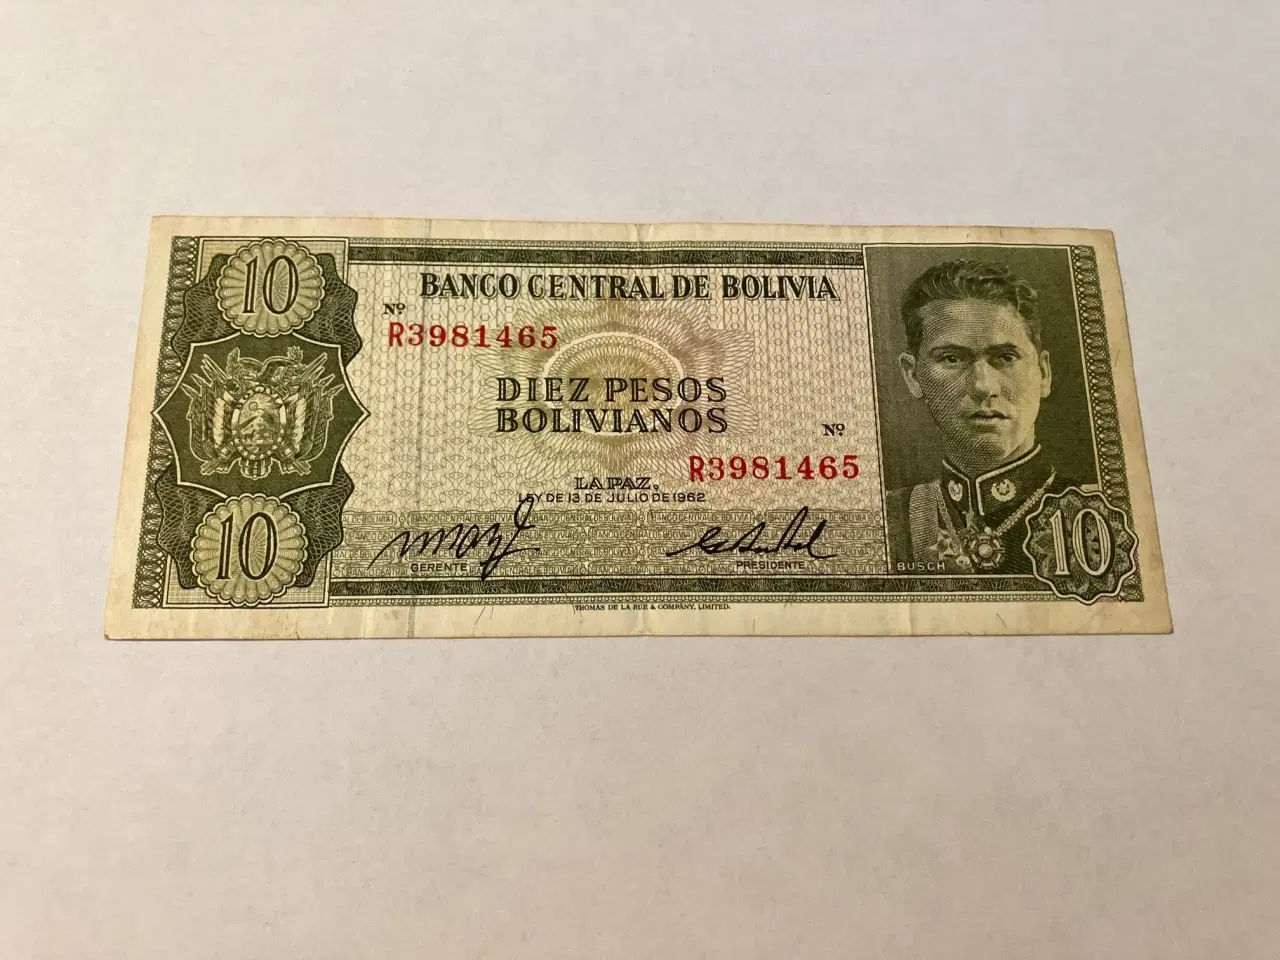 10
BANCO CENTRAL DE BOLIVIA
Nº
R3981465
DIEZ PESOS
BOLIVIANOS
Nº
R3981465
LA PAZ,
LEY DE 13 DE JULIO DE 1962
10
GERENTE
PRESIDENTE
BUSCH
10
THOMAS DE LA RUE & COMPANY, LIMITED.